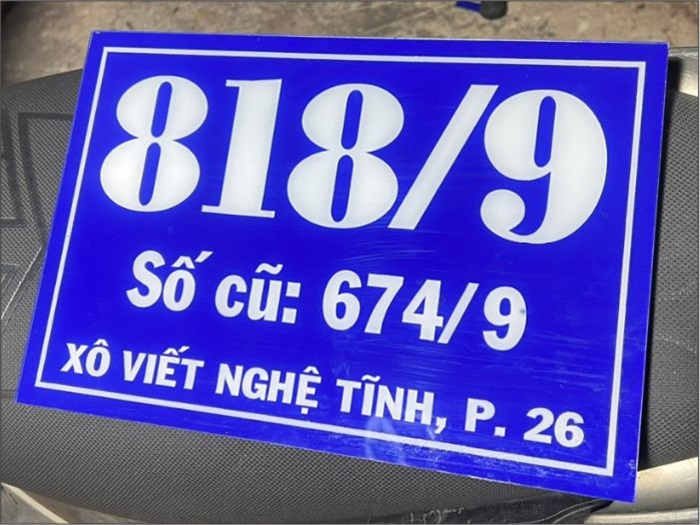 818/9
Số cũ: 674/9
XÔ VIẾT NGHỆ TĨNH, P. 26